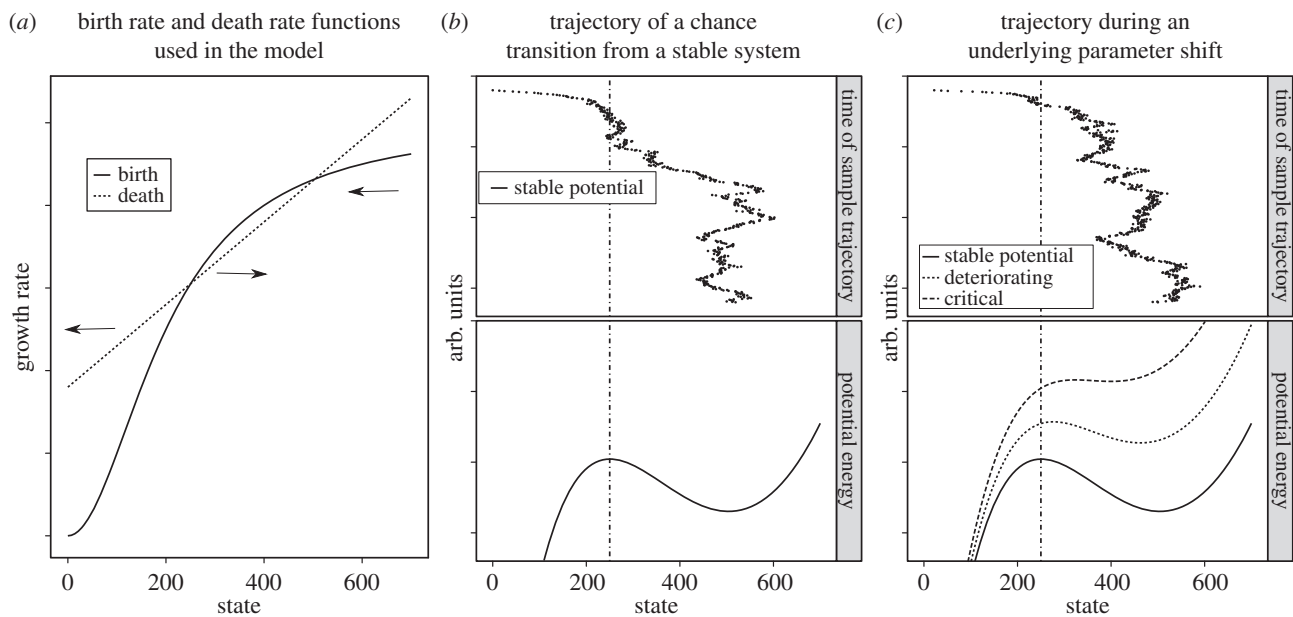 (a) birth rate and death rate functions
used in the model
growth rate
birth
death
0 200 400 600
state
(b) trajectory of a chance
transition from a stable system
arb. units
stable potential
time of sample trajectory
potential energy
0 200 400 600
state
(c) trajectory during an
underlying parameter shift
arb. units
stable potential
deteriorating
critical
time of sample trajectory
potential energy
0 200 400 600
state